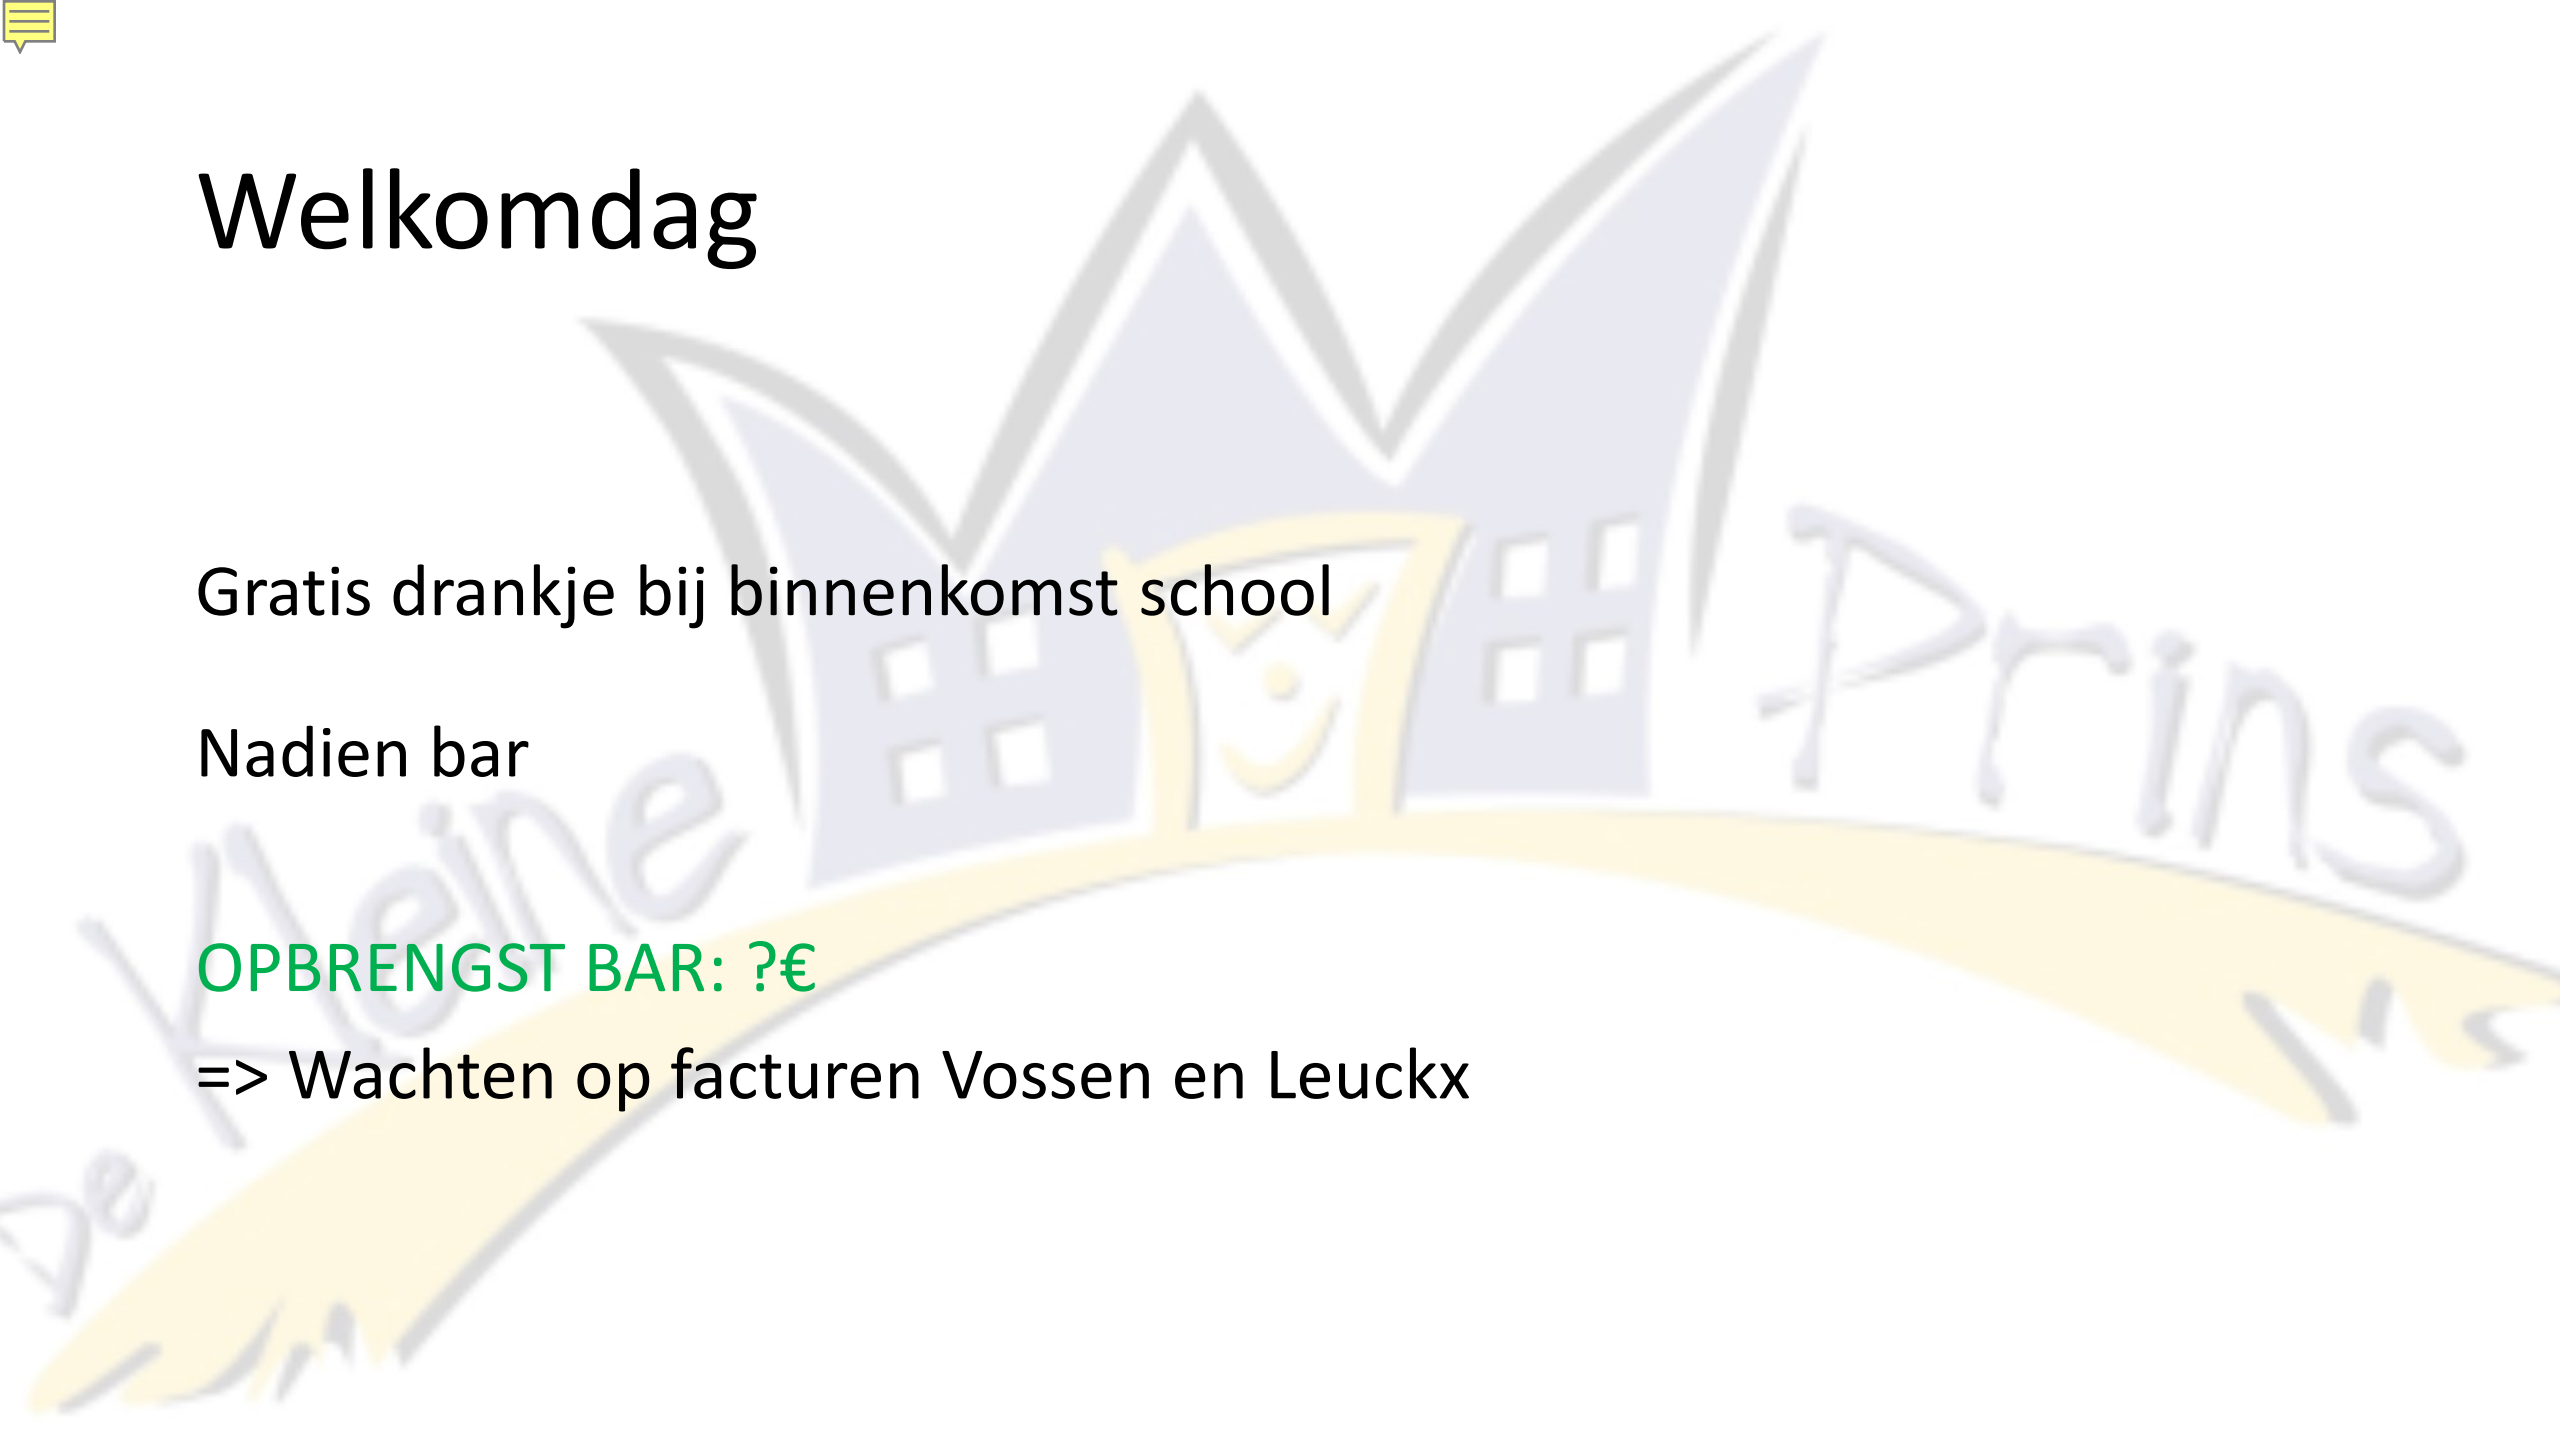 Welkomdag
Gratis drankje bij binnenkomst school
Nadien bar
OPBRENGST BAR: ?€
=> Wachten op facturen Vossen en Leuckx
De Kleine Prins